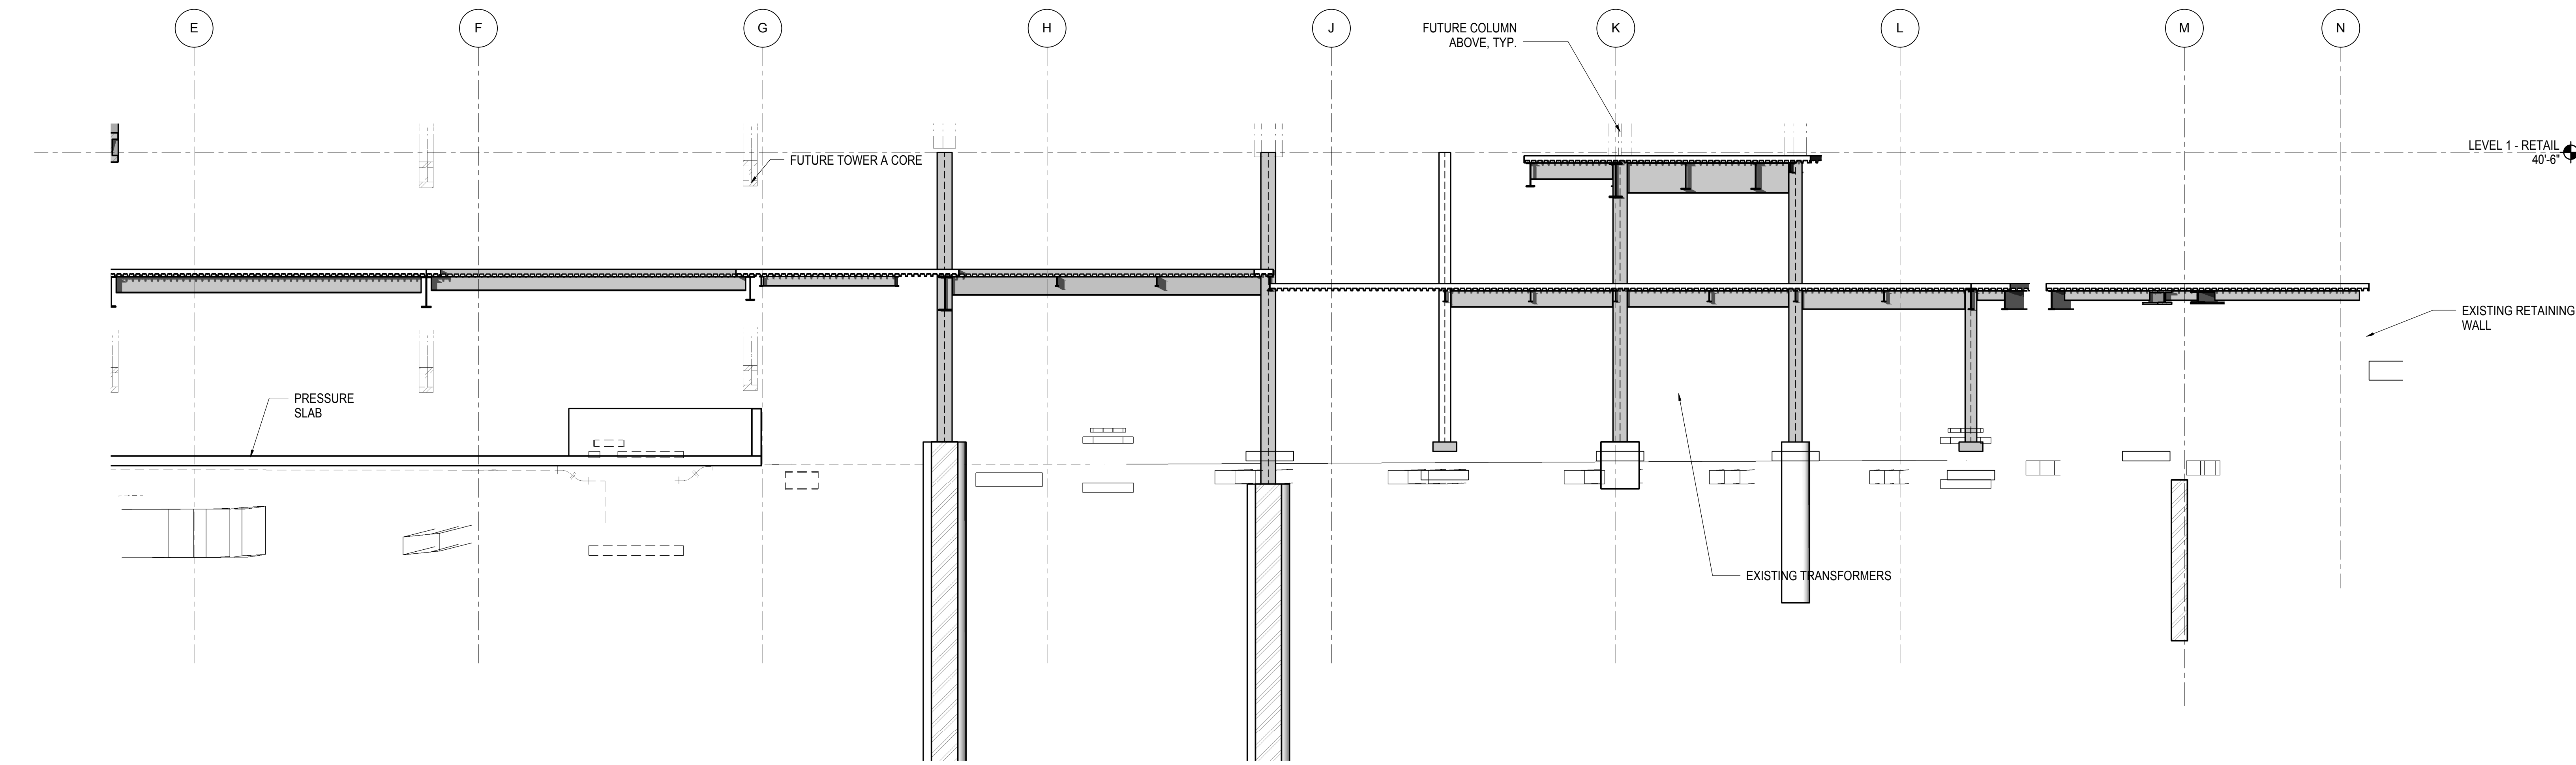 E
F
G
H
J
K
L
M
N
FUTURE COLUMN
ABOVE, TYP.
LEVEL 1 - RETAIL
40'-6"
FUTURE TOWER A CORE
EXISTING RETAINING
WALL
PRESSURE
SLAB
EXISTING TRANSFORMERS